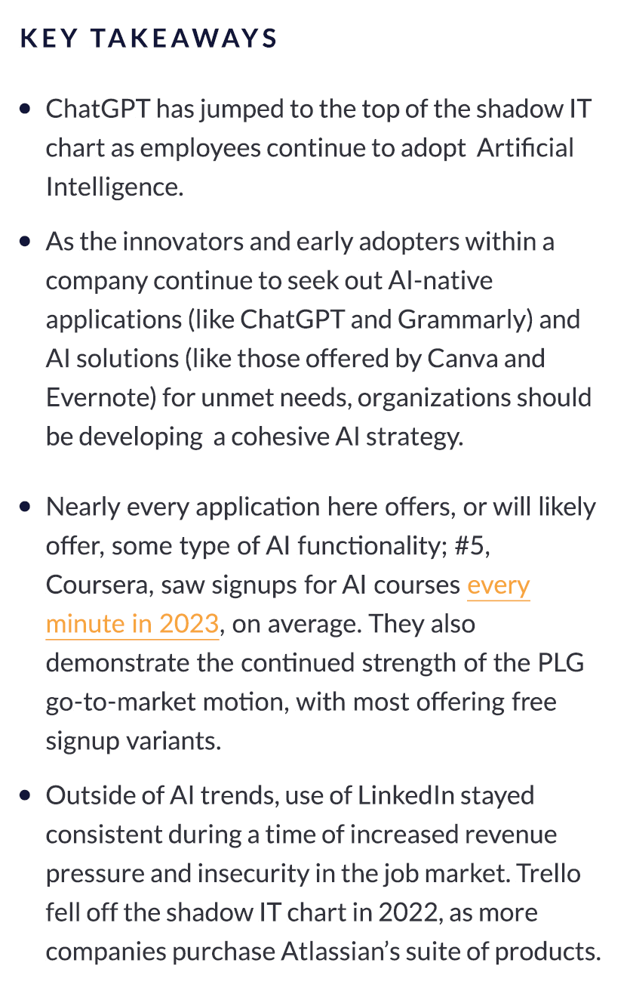 KEY TAKEAWAYS
• ChatGPT has jumped to the top of the shadow IT
chart as employees continue to adopt  Artificial
Intelligence.
• As the innovators and early adopters within a
company continue to seek out AI-native
applications (like ChatGPT and Grammarly) and
AI solutions (like those offered by Canva and
Evernote) for unmet needs, organizations should
be developing  a cohesive AI strategy.
• Nearly every application here offers, or will likely
offer, some type of AI functionality; #5,
Coursera, saw signups for AI courses every
minute in 2023, on average. They also
demonstrate the continued strength of the PLG
go-to-market motion, with most offering free
signup variants.
• Outside of AI trends, use of LinkedIn stayed
consistent during a time of increased revenue
pressure and insecurity in the job market. Trello
fell off the shadow IT chart in 2022, as more
companies purchase Atlassian’s suite of products.